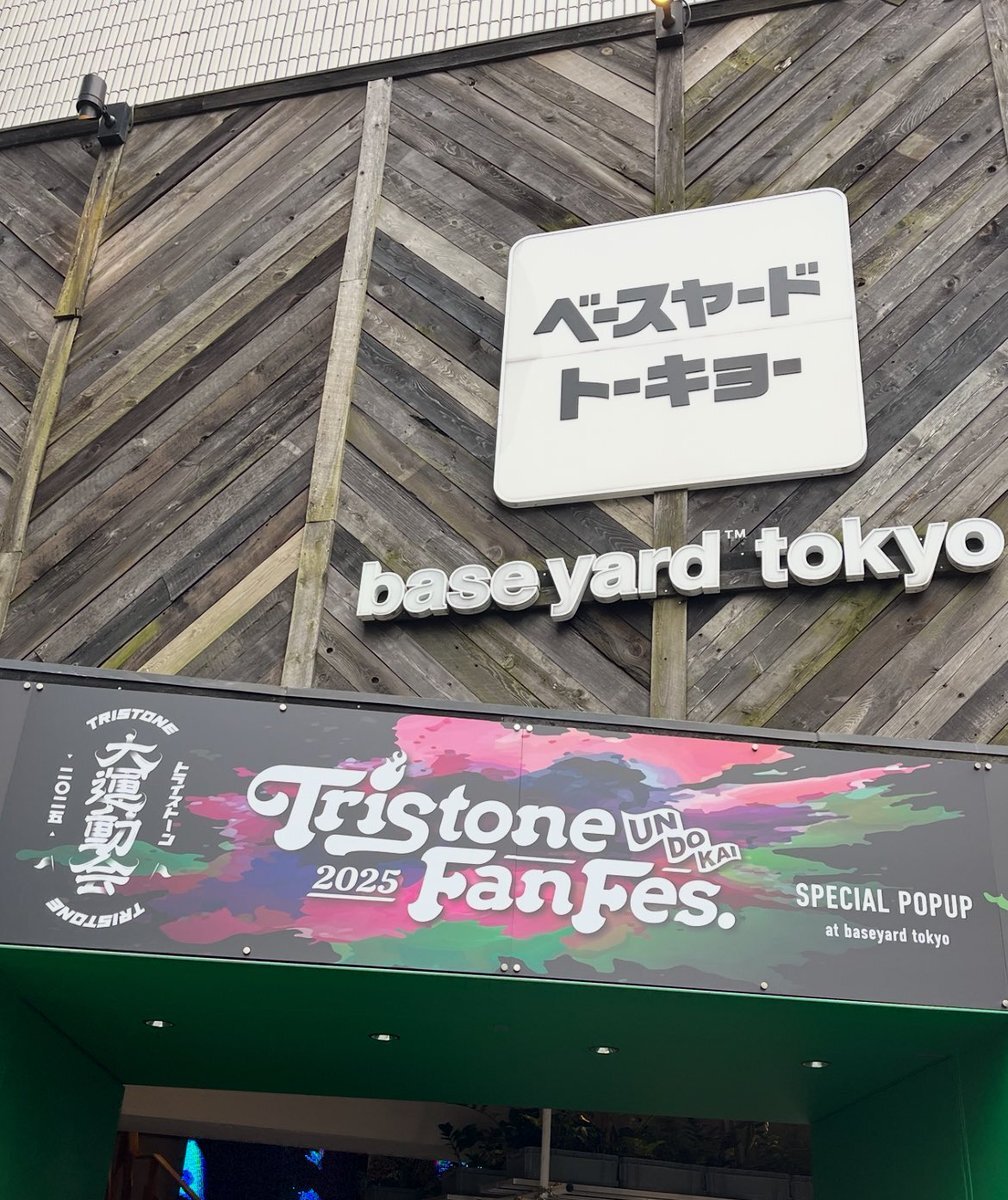 ベースヤード
トーキョー
base yard™ tokyo
TRISTONE
大運動会
トライストーン
二〇二五
TRISTONE
Tristone
UN
DO
KAI
2025
FanFes.
SPECIAL POPUP
at baseyard tokyo